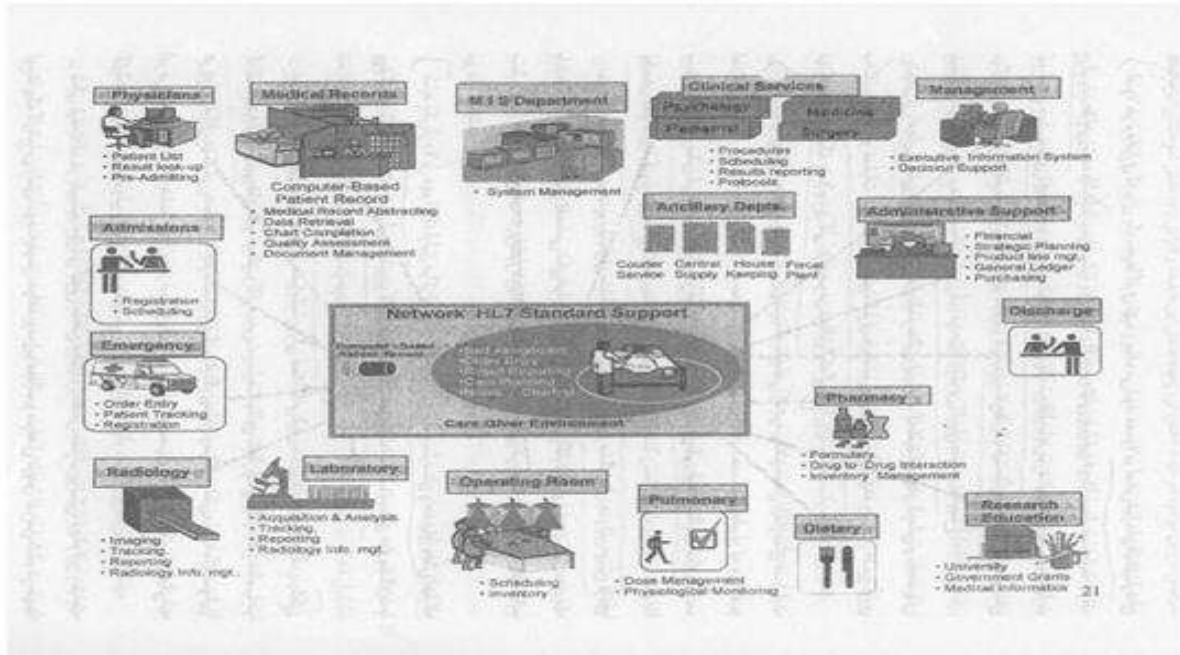 Physicians
• Patient List
• Result look-up
• Pre-Admitting
Medical Records
Computer-Based
Patient Record
• Medical Record Abstracting
• Data Retrieval
• Chart Completion
• Quality Assessment
• Document Management
M I S Department
• System Management
Clinical Services
Psychology
Medicine
Pediatric
Surgery
• Procedures
• Scheduling
• Results reporting
• Protocols
Management
• Executive Information System
• Decision Support
Admissions
• Registration
• Scheduling
Ancillary Depts.
Courier Central House
Service Supply Keeping Plant
Administrative Support
• Financial
• Strategic Planning
• Product line mgt.
• General Ledger
• Purchasing
Emergency
• Order Entry
• Patient Tracking
• Registration
Network HL7 Standard Support
Patient Record
Care Giver Environment
Discharge
Pharmacy
• Formulary
• Drug to Drug Interaction
• Inventory Management
Radiology
• Imaging
• Tracking.
• Reporting
• Radiology Info. mgt..
Laboratory
• Acquisition & Analysis
• Tracking.
• Reporting
• Radiology Info. mgt..
Operating Room
• Scheduling
• Inventory
Pulmonary
• Dose Management
• Physiological Monitoring
Dietary
Research
Education
• University
• Government Grants
• Medical Informatics
21